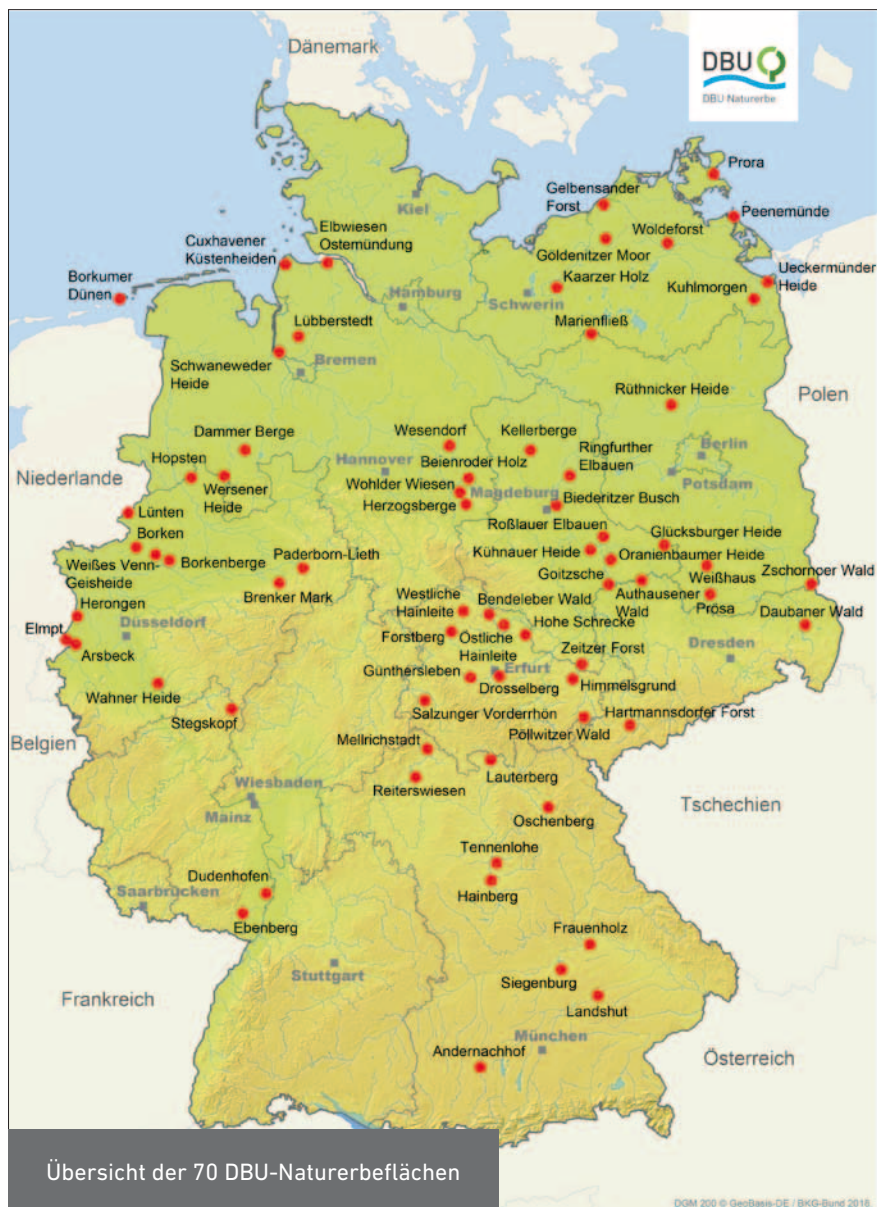 Dänemark
DBU
DBU Naturerbe
Prora
Gelbensander
Forst
Kiel
Peenemünde
Woldeforst
Elbwiesen
Ostemündung
Cuxhavener
Küstenheiden
Göldenitzer Moor
Ueckermünder
Heide
Borkumer
Dünen
Kaarzer Holz
Kuhlmorgen
Hamburg
Schwerin
Lübberstedt
Marienfließ
Schwaneweder
Heide
Bremen
Polen
Rüthnicker Heide
Dammer Berge
Wesendorf
Kellerberge
Berlin
Hopsten
Hannover
Beienroder Holz
Ringfurther
Elbauen
Niederlande
Wersener
Heide
Wohlder Wiesen
Magdeburg
Potsdam
Herzogsberge
Biederitzer Busch
Lünten
Roßlauer Elbauen
Borken
Glücksburger Heide
Weißes Venn-
Geisheide
Borkenberge
Paderborn-Lieth
Kühnauer Heide
Oranienbaumer Heide
Goitzsche
Weißhaus
Zschornoer Wald
Brenker Mark
Westliche
Hainleite
Bendeleber Wald
Authausener
Wald
Prösa
Herongen
Daubaner Wald
Elmpt
Düsseldorf
Forstberg
Östliche
Hainleite
Hohe Schrecke
Arsbeck
Zeitzer Forst
Dresden
Günthersleben
Erfurt
Wahner Heide
Drosselberg
Himmelsgrund
Stegskopf
Salzunger Vorderrhön
Hartmannsdorfer Forst
Belgien
Mellrichstadt
Pöllwitzer Wald
Lauterberg
Wiesbaden
Reiterswiesen
Mainz
Tschechien
Oschenberg
Tennenlohe
Dudenhofen
Saarbrücken
Hainberg
Ebenberg
Frauenholz
Stuttgart
Siegenburg
Frankreich
Landshut
München
Andernachhof
Österreich
Übersicht der 70 DBU-Naturerbeflächen
DGM 200 © GeoBasis-DE / BKG-Bund 2016